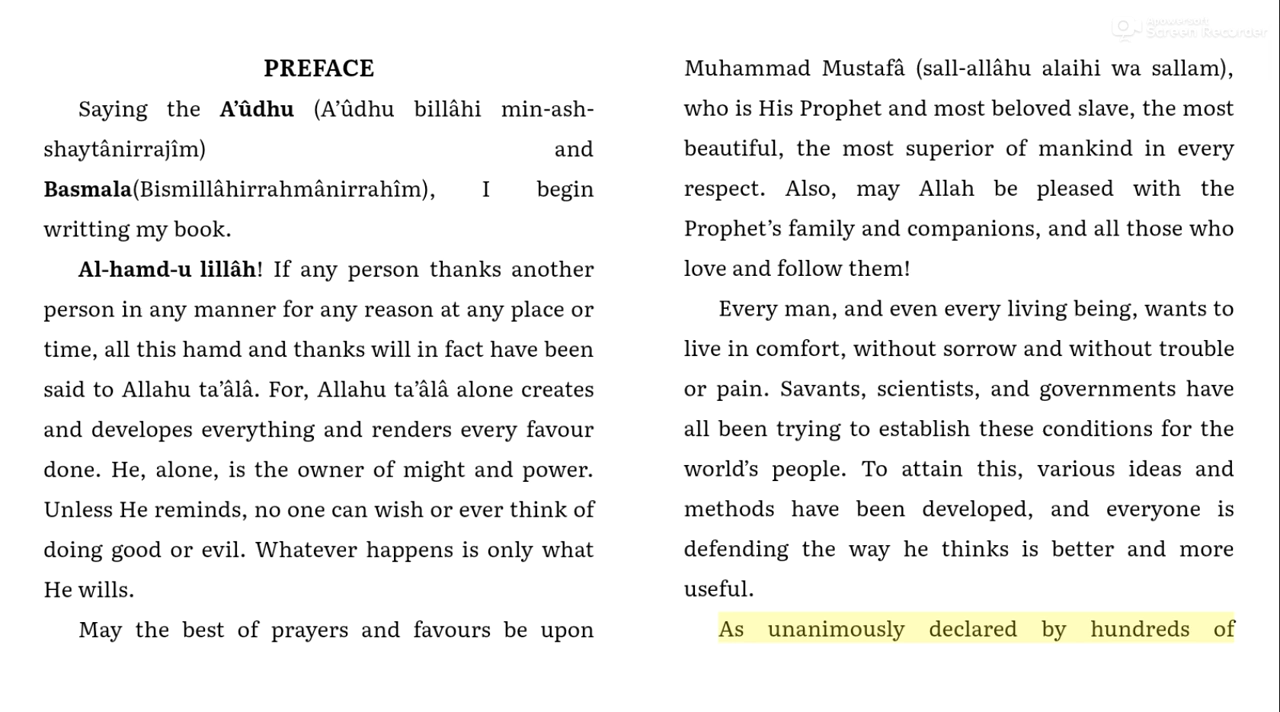 Apowersoft
Screen Recorder
PREFACE
Saying the A’ûdhu (A’ûdhu billâhi min-ash-
shaytânirrajîm) and
Basmala(Bismillâhirrahmânirrahîm), I begin
writting my book.
Al-hamd-u lillâh! If any person thanks another
person in any manner for any reason at any place or
time, all this hamd and thanks will in fact have been
said to Allahu ta’âlâ. For, Allahu ta’âlâ alone creates
and developes everything and renders every favour
done. He, alone, is the owner of might and power.
Unless He reminds, no one can wish or ever think of
doing good or evil. Whatever happens is only what
He wills.
May the best of prayers and favours be upon
Muhammad Mustafâ (sall-allâhu alaihi wa sallam),
who is His Prophet and most beloved slave, the most
beautiful, the most superior of mankind in every
respect. Also, may Allah be pleased with the
Prophet’s family and companions, and all those who
love and follow them!
Every man, and even every living being, wants to
live in comfort, without sorrow and without trouble
or pain. Savants, scientists, and governments have
all been trying to establish these conditions for the
world’s people. To attain this, various ideas and
methods have been developed, and everyone is
defending the way he thinks is better and more
useful.
As unanimously declared by hundreds of